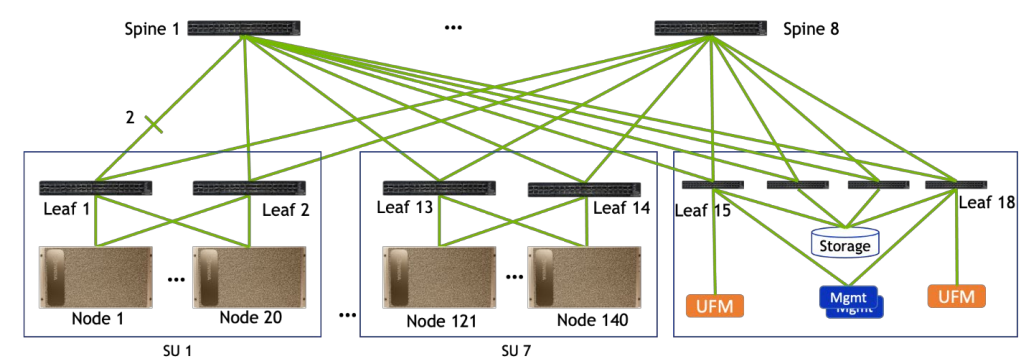 Spine 1
...
Spine 8
2
Leaf 1
Leaf 2
Leaf 13
Leaf 14
Leaf 15
Leaf 18
Storage
...
...
Mgmt
Mgmt
UFM
UFM
Node 1
Node 20
...
Node 121
Node 140
SU 1
SU 7